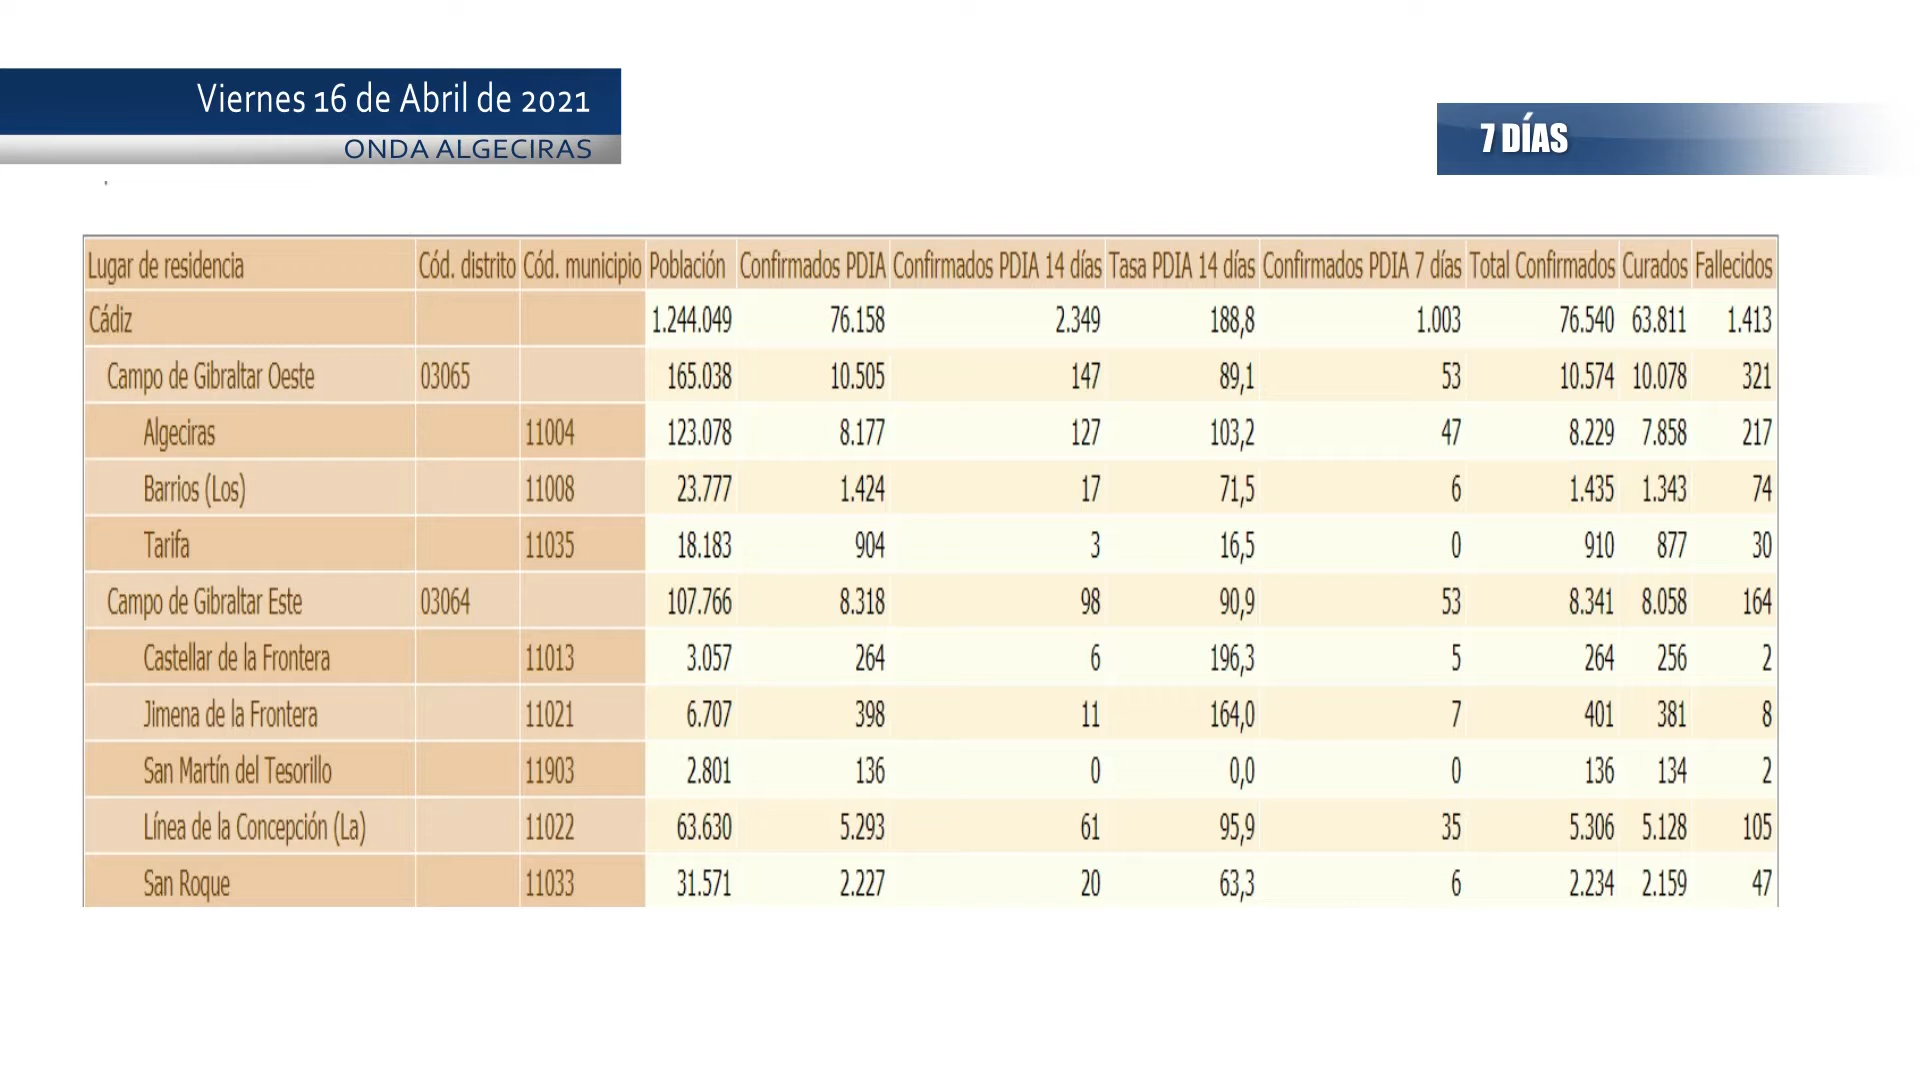 Viernes 16 de Abril de 2021
ONDA ALGECIRAS
7 DÍAS
Lugar de residencia Cód. distrito Cód. municipio Población Confirmados PDIA Confirmados PDIA 14 días Tasa PDIA 14 días Confirmados PDIA 7 días Total Confirmados Curados Fallecidos
Cádiz 1.244.049 76.158 2.349 188,8 1.003 76.540 63.811 1.413
Campo de Gibraltar Oeste 03065 165.038 10.505 147 89,1 53 10.574 10.078 321
Algeciras 11004 123.078 8.177 127 103,2 47 8.229 7.858 217
Barrios (Los) 11008 23.777 1.424 17 71,5 6 1.435 1.343 74
Tarifa 11035 18.183 904 3 16,5 0 910 877 30
Campo de Gibraltar Este 03064 107.766 8.318 98 90,9 53 8.341 8.058 164
Castellar de la Frontera 11013 3.057 264 6 196,3 5 264 256 2
Jimena de la Frontera 11021 6.707 398 11 164,0 7 401 381 8
San Martín del Tesorillo 11903 2.801 136 0 0,0 0 136 134 2
Línea de la Concepción (La) 11022 63.630 5.293 61 95,9 35 5.306 5.128 105
San Roque 11033 31.571 2.227 20 63,3 6 2.234 2.159 47